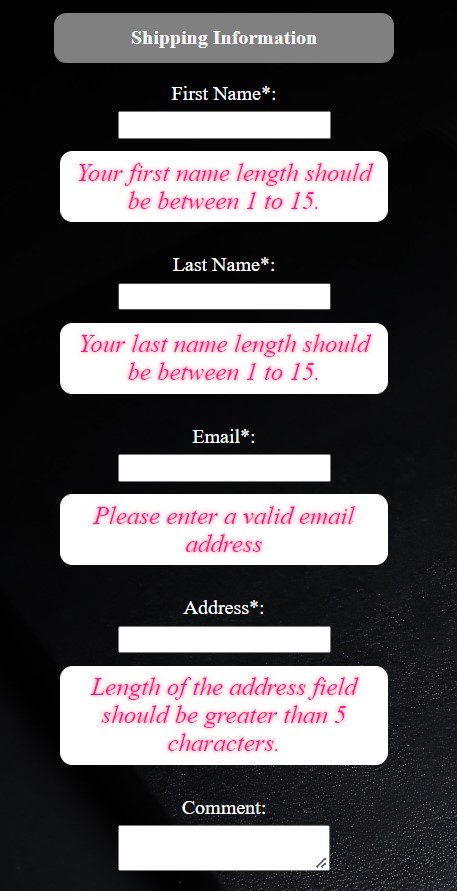 Shipping Information
First Name*:
Your first name length should
be between 1 to 15.
Last Name*:
Your last name length should
be between 1 to 15.
Email*:
Please enter a valid email
address
Address*:
Length of the address field
should be greater than 5
characters.
Comment: